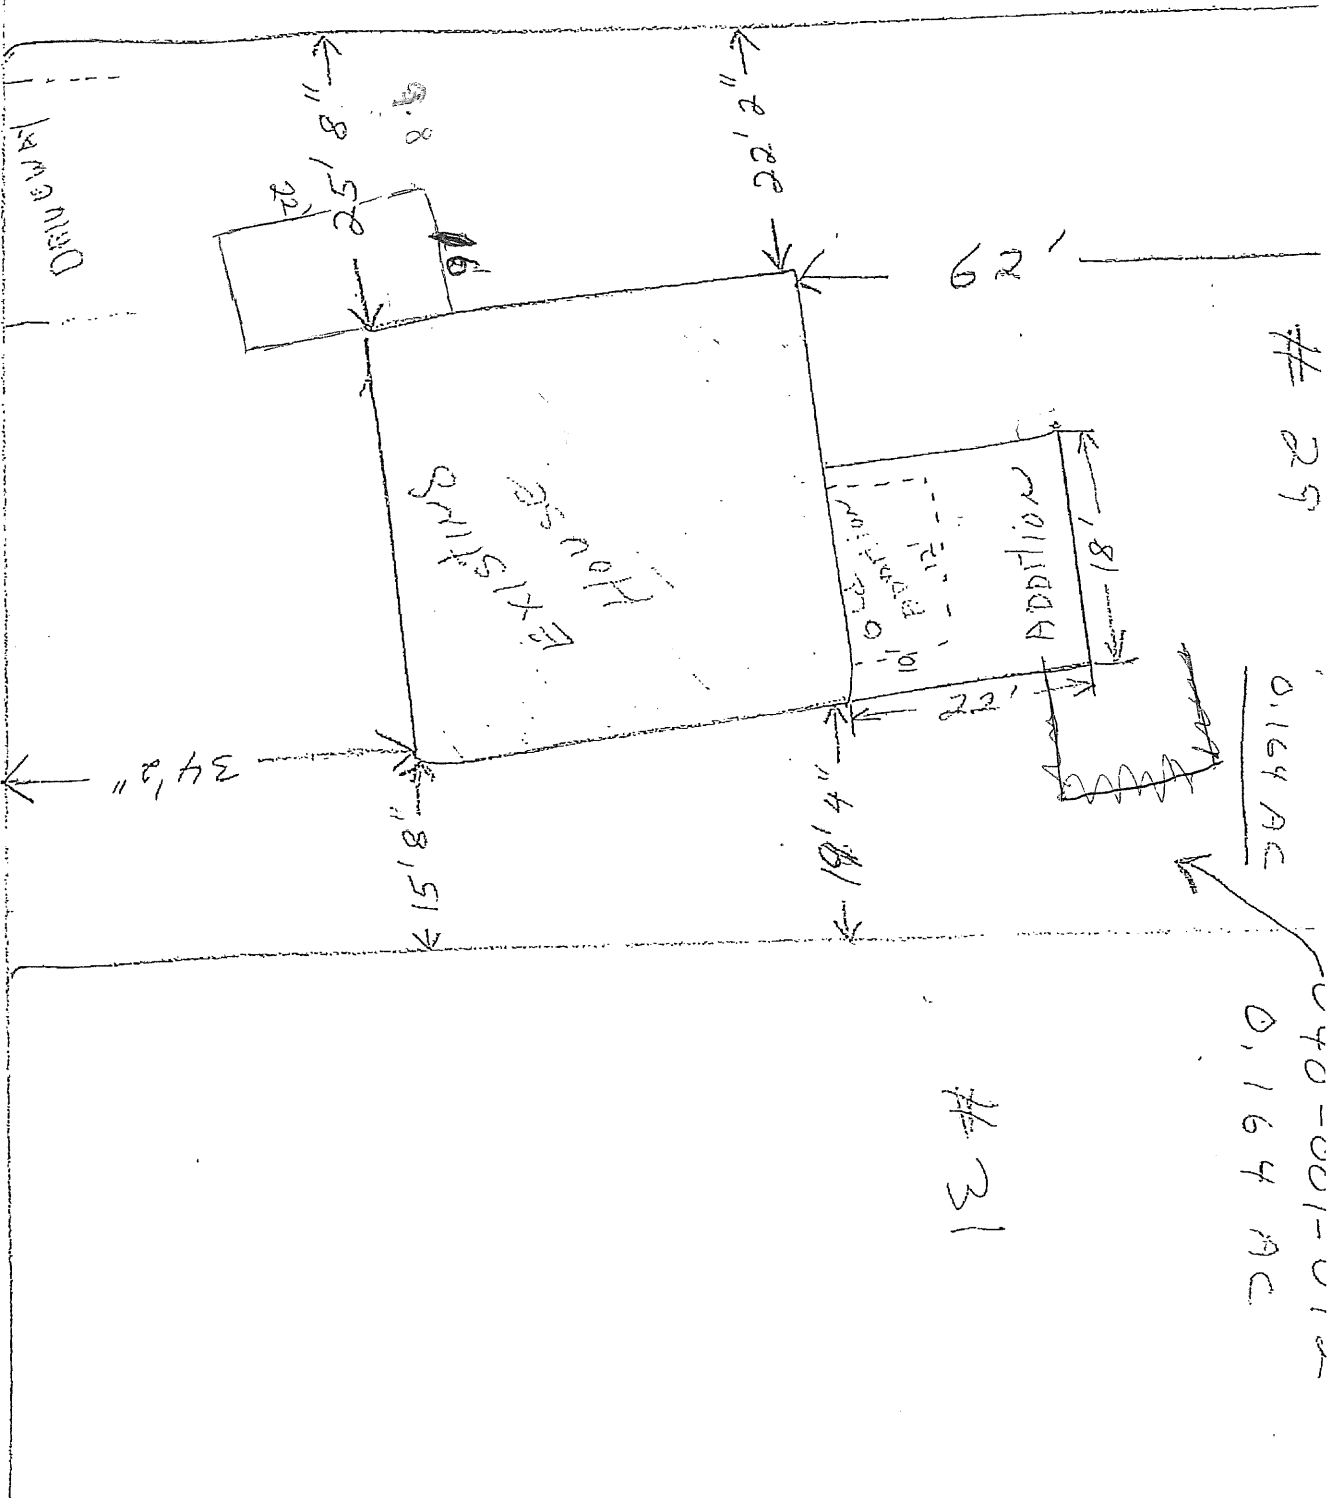 # 29
0.164 AC
0.164 AC
# 31
62'
22' 2"
25' 8"
22'
DRIVEWAY
EXISTING
HOUSE
OLD
ADDITION
12'
10'
ADDITION
18'
22'
18' 4"
15' 8"
34' 2"